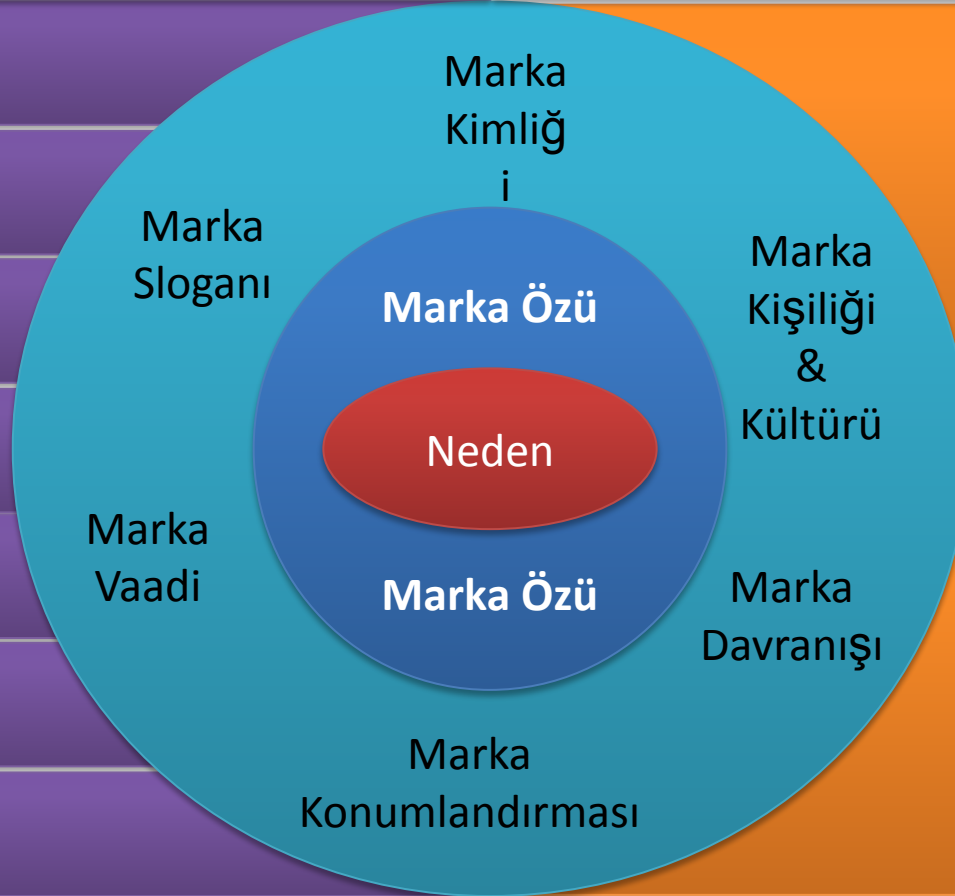 Marka
Kimliğ
i
Marka
Sloganı
Marka
Kişiliği
&
Kültürü
Marka Özü
Neden
Marka Özü
Marka
Vaadi
Marka
Davranışı
Marka
Konumlandırması